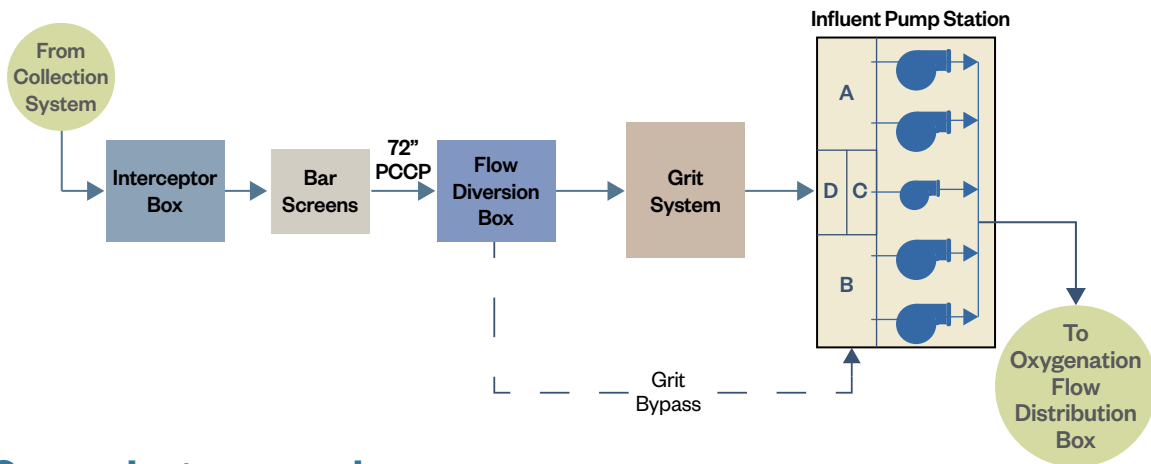 Influent Pump Station
From
Collection
System
Interceptor
Box
Bar
Screens
72”
PCCP
Flow
Diversion
Box
Grit
System
A
D
C
B
Grit
Bypass
To
Oxygenation
Flow
Distribution
Box